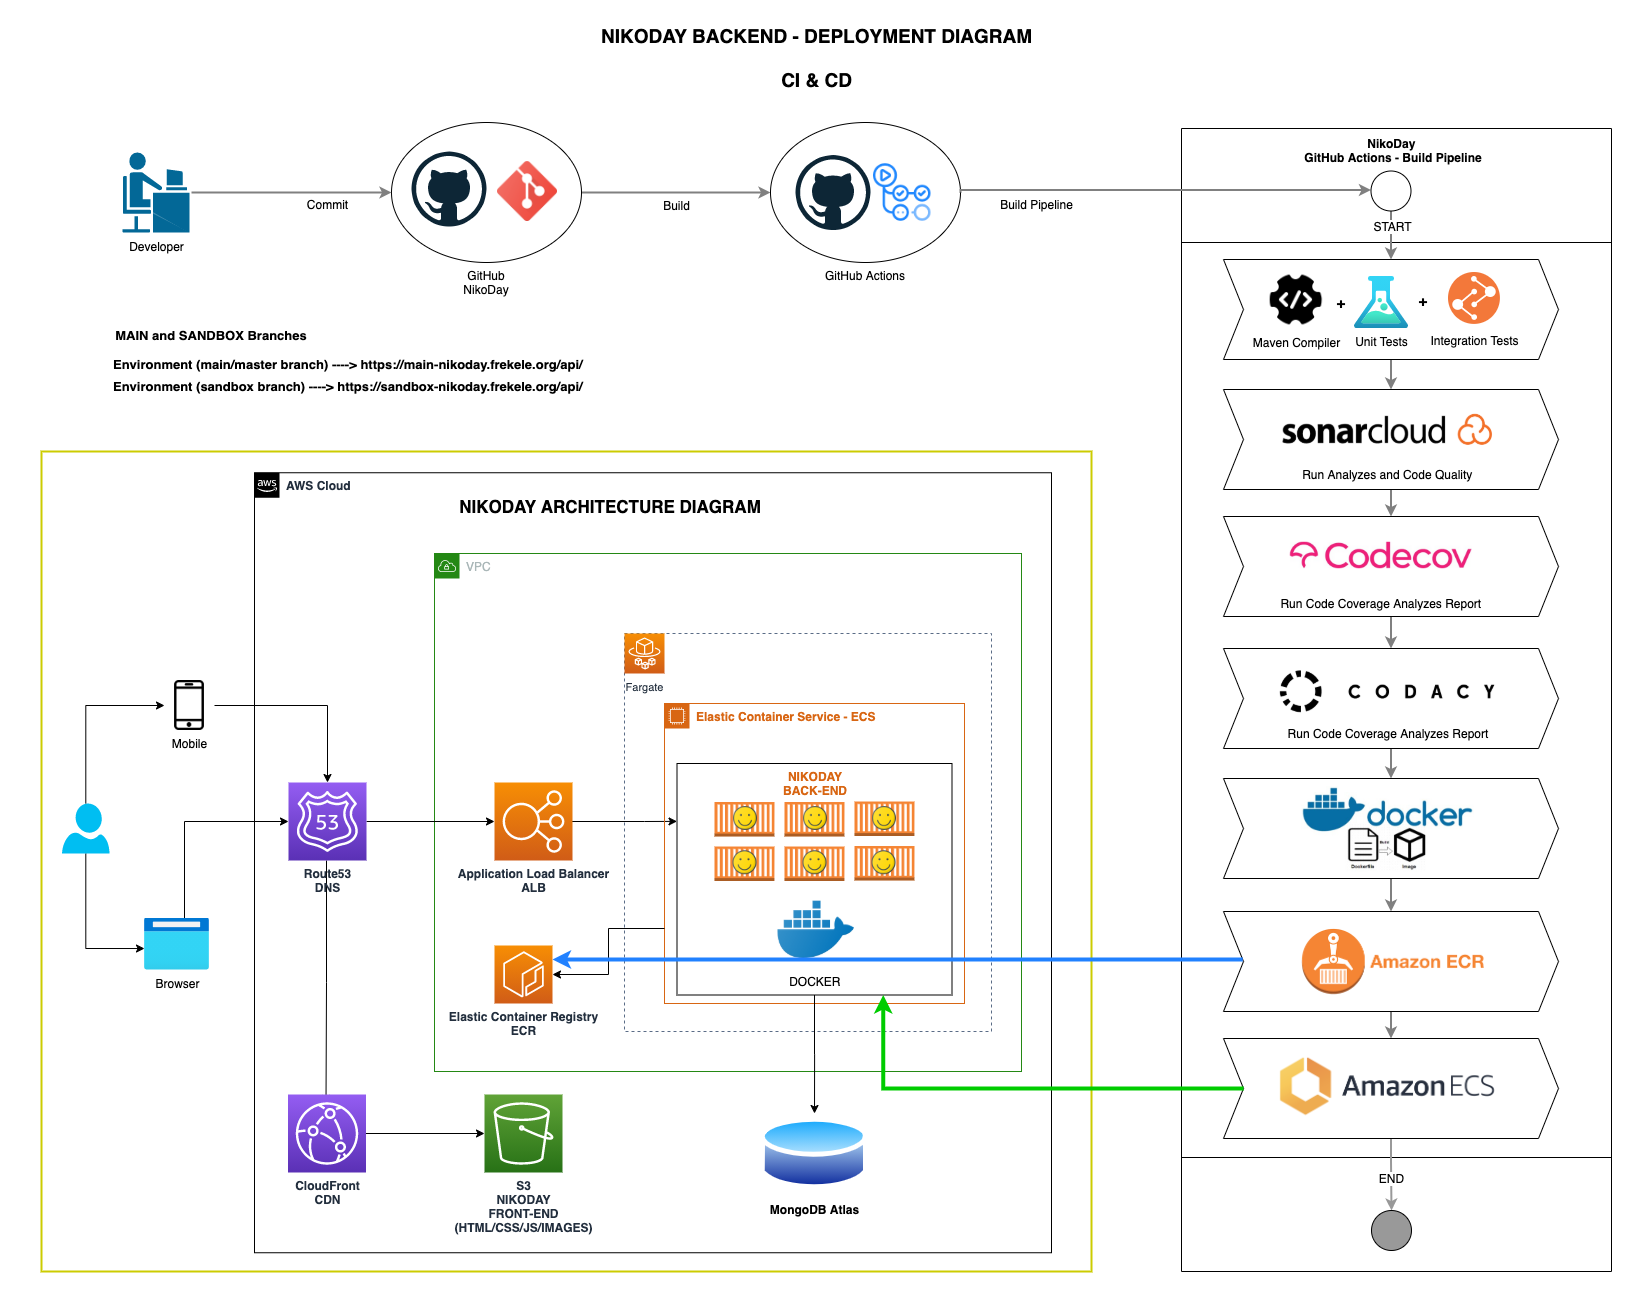 NIKODAY BACKEND - DEPLOYMENT DIAGRAM
CI & CD
Developer
Commit
GitHub
NikoDay
Build
GitHub Actions
Build Pipeline
NikoDay
GitHub Actions - Build Pipeline
START
Maven Compiler
+
Unit Tests
+
Integration Tests
sonarcloud
Run Analyzes and Code Quality
Codecov
Run Code Coverage Analyzes Report
CODACY
Run Code Coverage Analyzes Report
docker
Dockerfile
Build
Image
Amazon ECR
Amazon ECS
END
MAIN and SANDBOX Branches
Environment (main/master branch) ----> https://main-nikoday.frekele.org/api/
Environment (sandbox branch) ----> https://sandbox-nikoday.frekele.org/api/
aws
AWS Cloud
NIKODAY ARCHITECTURE DIAGRAM
VPC
Fargate
Elastic Container Service - ECS
NIKODAY
BACK-END
DOCKER
Mobile
Browser
53
Route53
DNS
Application Load Balancer
ALB
Elastic Container Registry
ECR
CloudFront
CDN
S3
NIKODAY
FRONT-END
(HTML/CSS/JS/IMAGES)
MongoDB Atlas